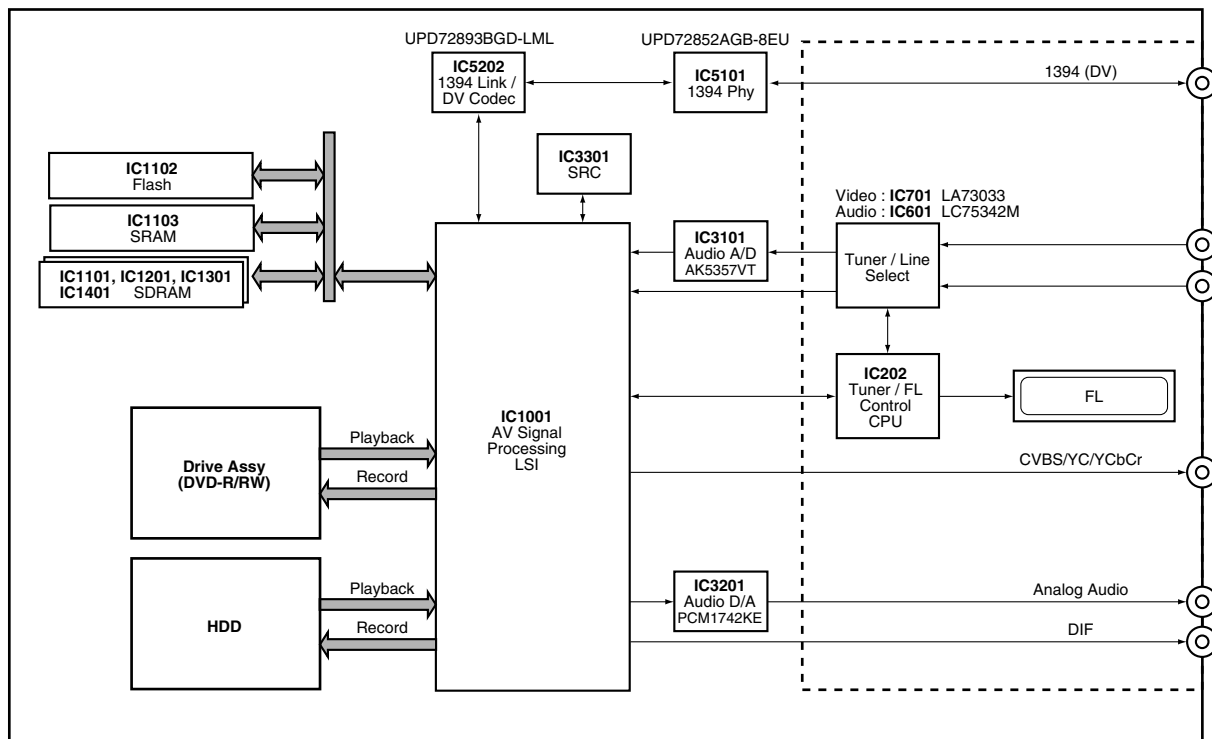 UPD72893BGD-LML
UPD72852AGB-8EU
IC5202
1394 Link /
DV Codec
IC5101
1394 Phy
1394 (DV)
IC3301
SRC
IC1102
Flash
IC1103
SRAM
IC1101, IC1201, IC1301
IC1401 SDRAM
Video : IC701 LA73033
Audio : IC601 LC75342M
IC3101
Audio A/D
AK5357VT
Tuner / Line
Select
IC202
Tuner / FL
Control
CPU
FL
IC1001
AV Signal
Processing
LSI
Drive Assy
(DVD-R/RW)
Playback
Record
CVBS/YC/YCbCr
HDD
Playback
Record
IC3201
Audio D/A
PCM1742KE
Analog Audio
DIF